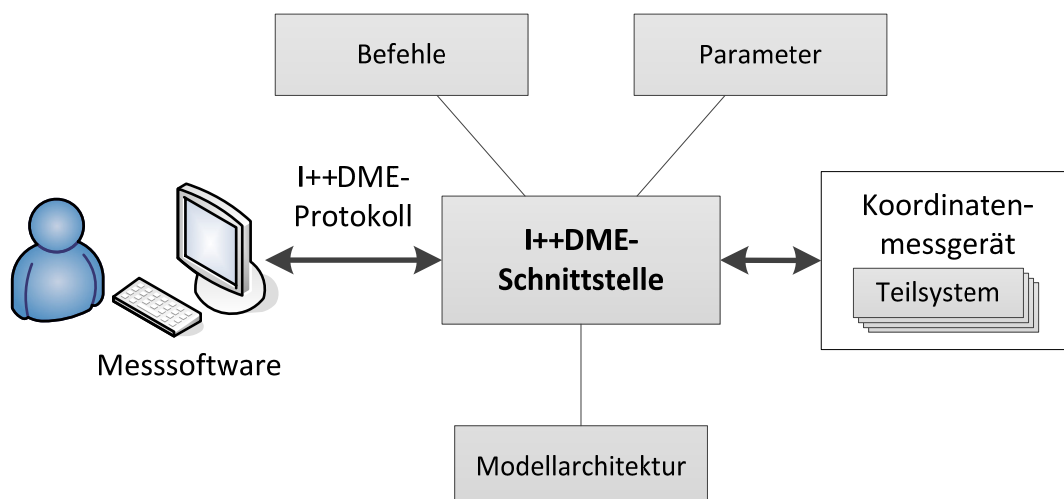 Befehle
Parameter
I++DME-
Protokoll
I++DME-
Schnittstelle
Koordinaten-
messgerät
Teilsystem
Messsoftware
Modellarchitektur